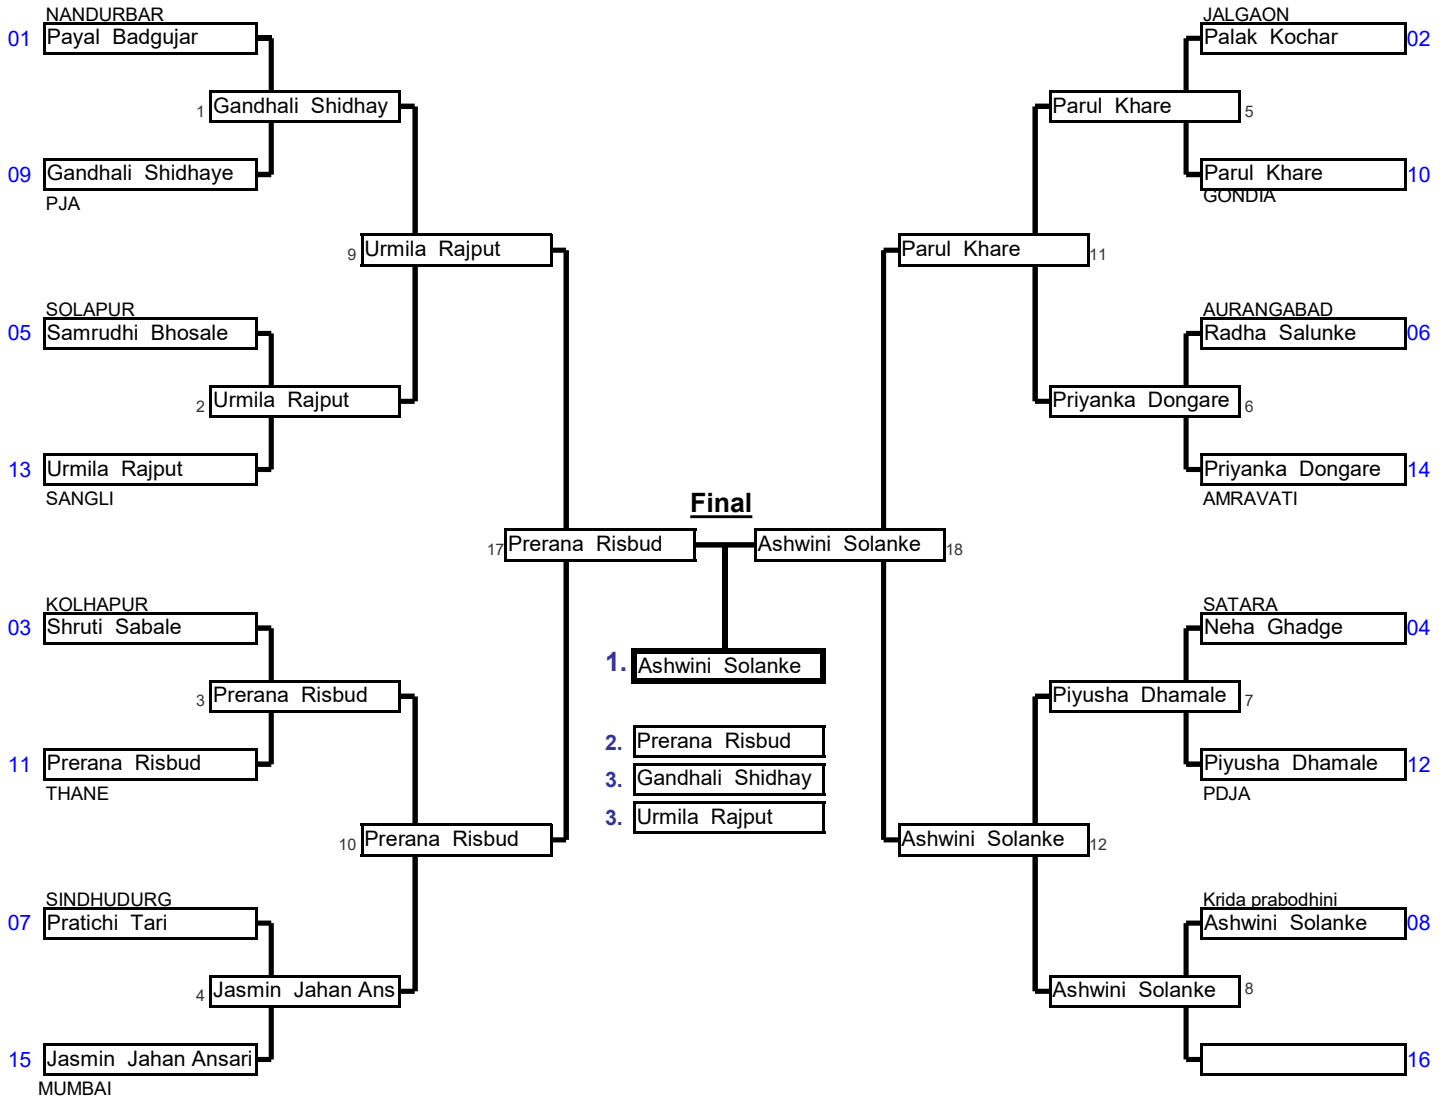 NANDURBAR
01 Payal Badgujar
1 Gandhali Shidhay
09 Gandhali Shidhaye
PJA
9 Urmila Rajput
SOLAPUR
05 Samrudhi Bhosale
2 Urmila Rajput
13 Urmila Rajput
SANGLI
17 Prerana Risbud
KOLHAPUR
03 Shruti Sabale
3 Prerana Risbud
11 Prerana Risbud
THANE
10 Prerana Risbud
SINDHUDURG
07 Pratichi Tari
4 Jasmin Jahan Ans
15 Jasmin Jahan Ansari
MUMBAI
Final
1. Ashwini Solanke
2. Prerana Risbud
3. Gandhali Shidhay
3. Urmila Rajput
JALGAON
Palak Kochar 02
Parul Khare 5
Parul Khare 10
GONDIA
Parul Khare 11
AURANGABAD
Radha Salunke 06
Priyanka Dongare 6
Priyanka Dongare 14
AMRAVATI
Ashwini Solanke 18
SATARA
Neha Ghadge 04
Piyusha Dhamale 7
Piyusha Dhamale 12
PDJA
Ashwini Solanke 12
Krida prabodhini
Ashwini Solanke 08
Ashwini Solanke 8
16